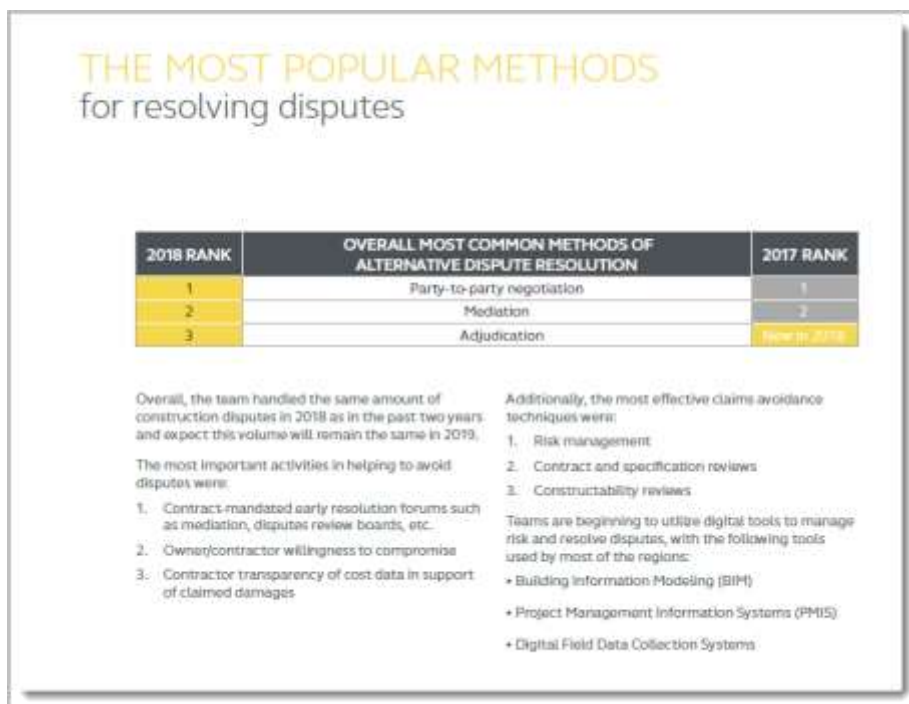 THE MOST POPULAR METHODS
for resolving disputes
2018 RANK
OVERALL MOST COMMON METHODS OF
ALTERNATIVE DISPUTE RESOLUTION
2017 RANK
1 Party-to-party negotiation 1
2 Mediation 2
3 Adjudication New in 2018
Overall, the team handled the same amount of
construction disputes in 2018 as in the past two years
and expect this volume will remain the same in 2019.
The most important activities in helping to avoid
disputes were:
1. Contract-mandated early resolution forums such
as mediation, disputes review boards, etc.
2. Owner/contractor willingness to compromise
3. Contractor transparency of cost data in support
of claimed damages
Additionally, the most effective claims avoidance
techniques were:
1. Risk management
2. Contract and specification reviews
3. Constructability reviews
Teams are beginning to utilize digital tools to manage
risk and resolve disputes, with the following tools
used by most of the regions:
• Building Information Modeling (BIM)
• Project Management Information Systems (PMIS)
• Digital Field Data Collection Systems